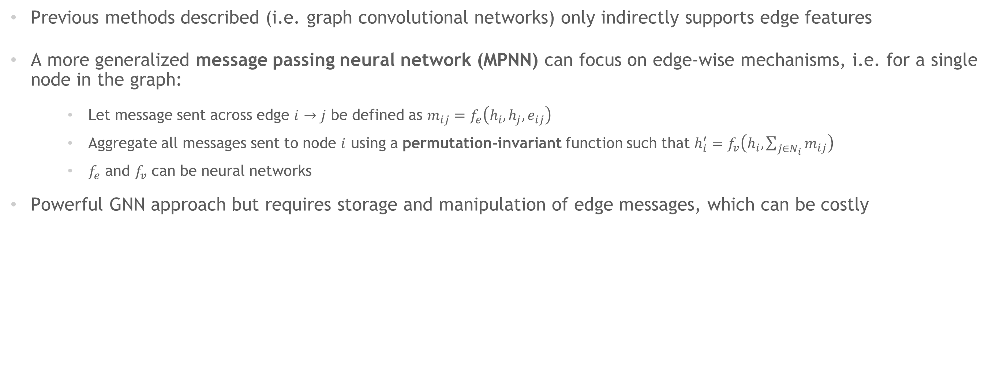 • Previous methods described (i.e. graph convolutional networks) only indirectly supports edge features
• A more generalized message passing neural network (MPNN) can focus on edge-wise mechanisms, i.e. for a single
node in the graph:
• Let message sent across edge i → j be defined as m_{ij} = f_e(h_i, h_j, e_{ij})
• Aggregate all messages sent to node i using a permutation-invariant function such that h_i' = f_v(h_i, ∑_{j∈N_i} m_{ij})
• f_e and f_v can be neural networks
• Powerful GNN approach but requires storage and manipulation of edge messages, which can be costly